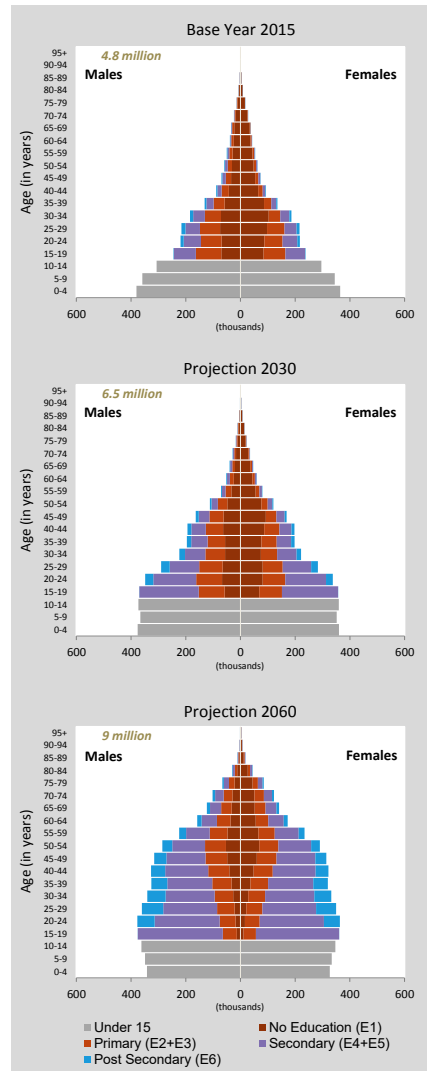 Base Year 2015
4.8 million
Males
Females
Age (in years)
95+
90-94
85-89
80-84
75-79
70-74
65-69
60-64
55-59
50-54
45-49
40-44
35-39
30-34
25-29
20-24
15-19
10-14
5-9
0-4
600 400 200 0 200 400 600
(thousands)
Projection 2030
6.5 million
Males
Females
Age (in years)
95+
90-94
85-89
80-84
75-79
70-74
65-69
60-64
55-59
50-54
45-49
40-44
35-39
30-34
25-29
20-24
15-19
10-14
5-9
0-4
600 400 200 0 200 400 600
(thousands)
Projection 2060
9 million
Males
Females
Age (in years)
95+
90-94
85-89
80-84
75-79
70-74
65-69
60-64
55-59
50-54
45-49
40-44
35-39
30-34
25-29
20-24
15-19
10-14
5-9
0-4
600 400 200 0 200 400 600
(thousands)
Under 15
No Education (E1)
Primary (E2+E3)
Secondary (E4+E5)
Post Secondary (E6)